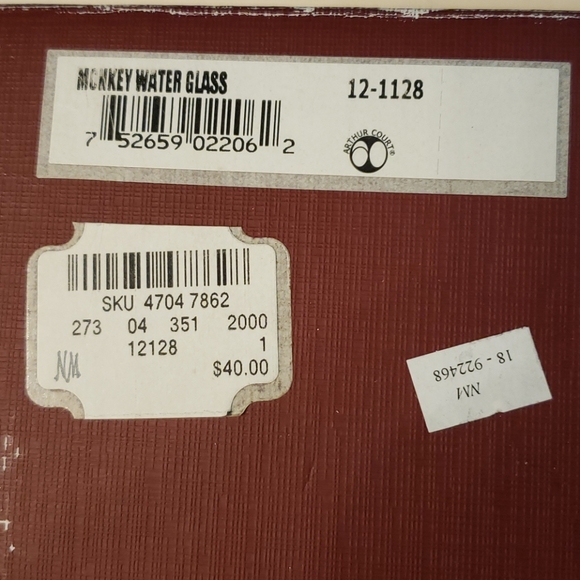 MONKEY WATER GLASS
12-1128
7 52659 02206 2
ARTHUR COURT®
SKU 4704 7862
273 04 351 2000
12128 1
NM $40.00
NM
18 - 922468